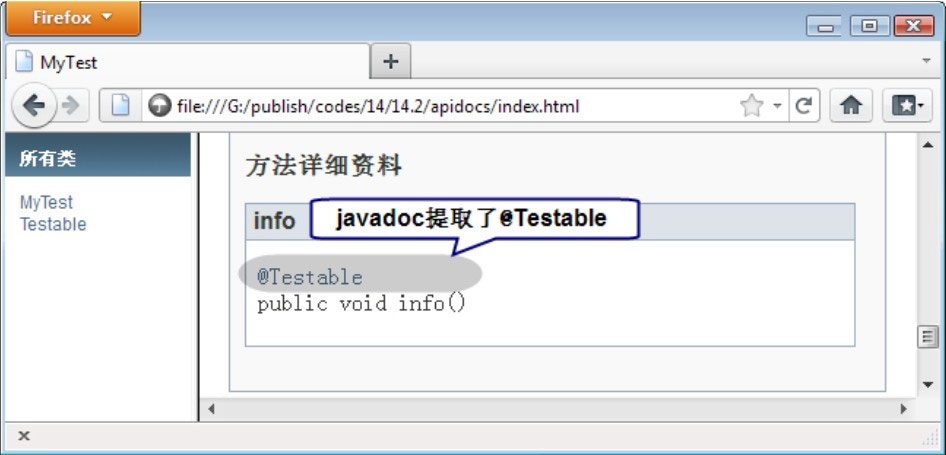 Firefox
MyTest
file:///G:/publish/codes/14/14.2/apidocs/index.html
所有类
MyTest
Testable
方法详细资料
info
javadoc提取了@Testable
@Testable
public void info()